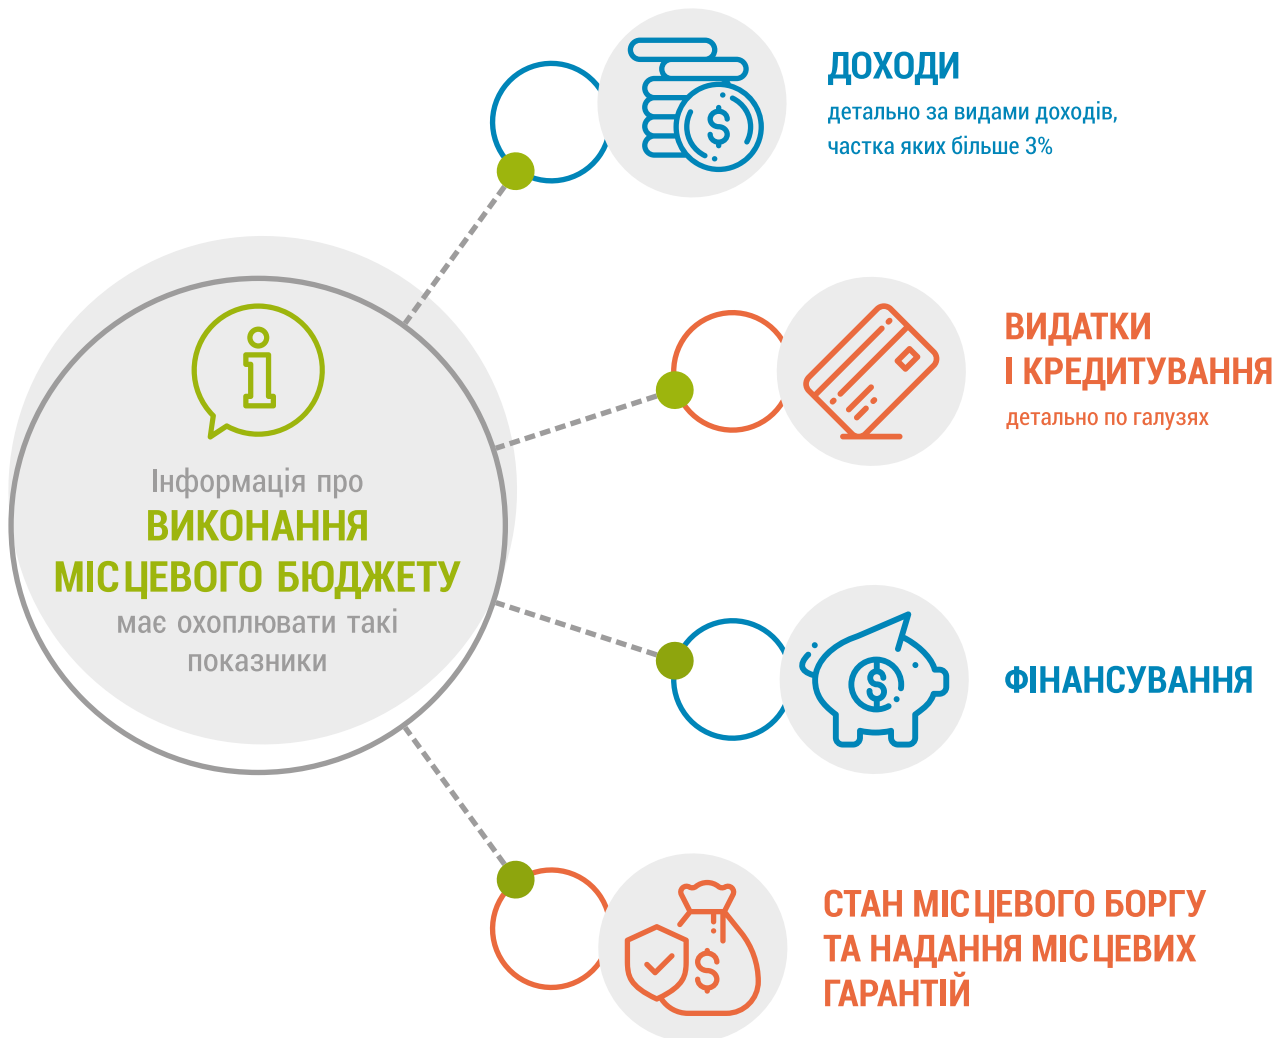 Інформація про
ВИКОНАННЯ
МІСЦЕВОГО БЮДЖЕТУ
має охоплювати такі
показники
ДОХОДИ
детально за видами доходів,
частка яких більше 3%
ВИДАТКИ
І КРЕДИТУВАННЯ
детально по галузях
ФІНАНСУВАННЯ
СТАН МІСЦЕВОГО БОРГУ
ТА НАДАННЯ МІСЦЕВИХ
ГАРАНТІЙ